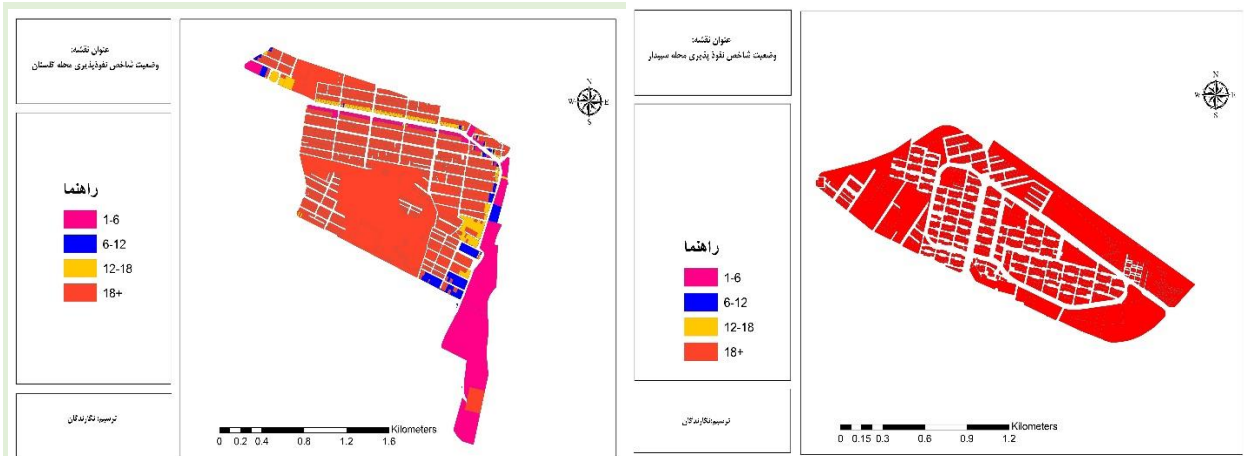 عنوان نقشه:
وضعیت شاخص نفوذپذیری محله گلستان
راهنما
1-6
6-12
12-18
18+
ترسیم:نگارندگان
N
W
E
S
Kilometers
0 0.2 0.4 0.8 1.2 1.6
عنوان نقشه:
وضعیت شاخص نفوذ پذیری محله سپیدار
راهنما
1-6
6-12
12-18
18+
ترسیم:نگارندگان
N
W
E
S
Kilometers
0 0.15 0.3 0.6 0.9 1.2